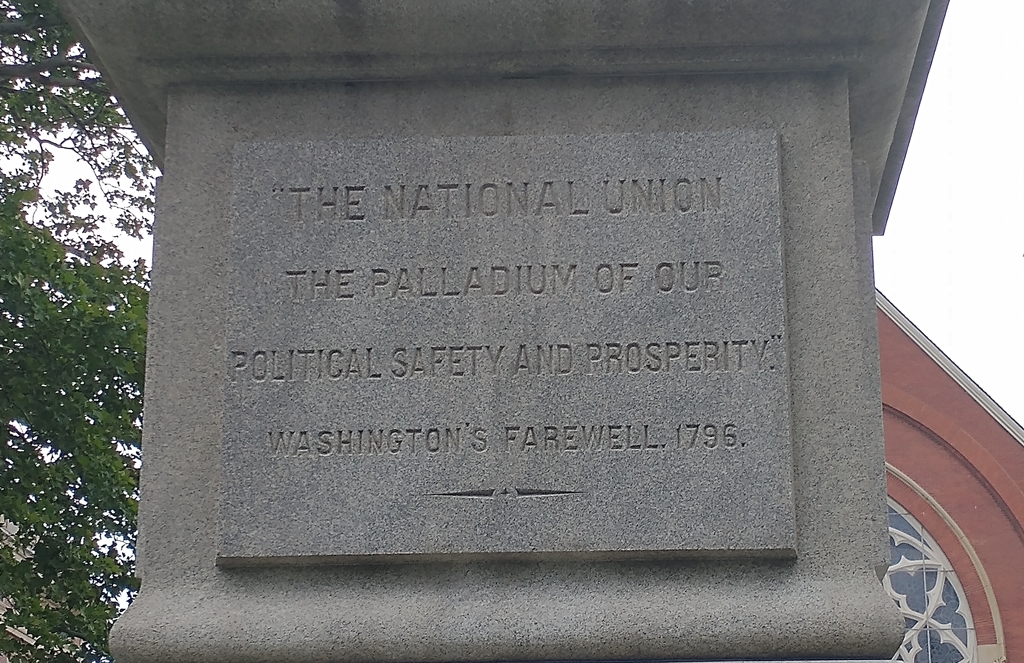 "THE NATIONAL UNION
THE PALLADIUM OF OUR
POLITICAL SAFETY AND PROSPERITY."
WASHINGTON'S FAREWELL. 1796.